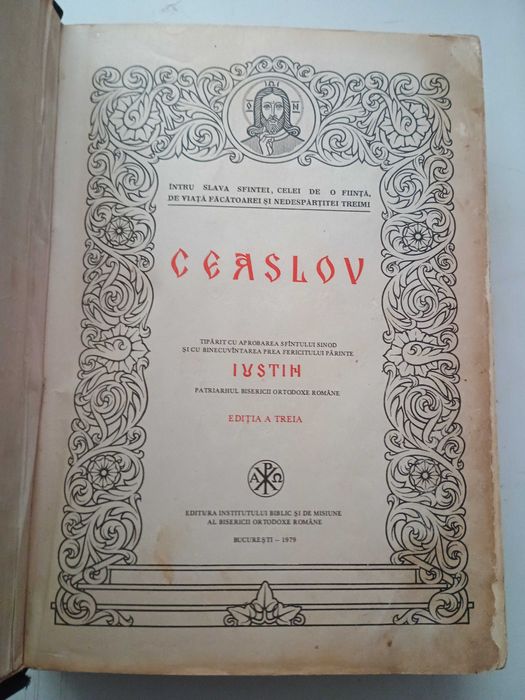 O N
ÎNTRU SLAVA SFINTEI, CELEI DE O FIINȚĂ,
DE VIAȚĂ FĂCĂTOAREI ȘI NEDESPĂRȚITEI TREIMI
CEASLOV
TIPĂRIT CU APROBAREA SFÎNTULUI SINOD
ȘI CU BINECUVÎNTAREA PREA FERICITULUI PĂRINTE
IUSTIN
PATRIARHUL BISERICII ORTODOXE ROMÂNE
EDIȚIA A TREIA
Α Ρ Ω
EDITURA INSTITUTULUI BIBLIC ȘI DE MISIUNE
AL BISERICII ORTODOXE ROMÂNE
BUCUREȘTI – 1979